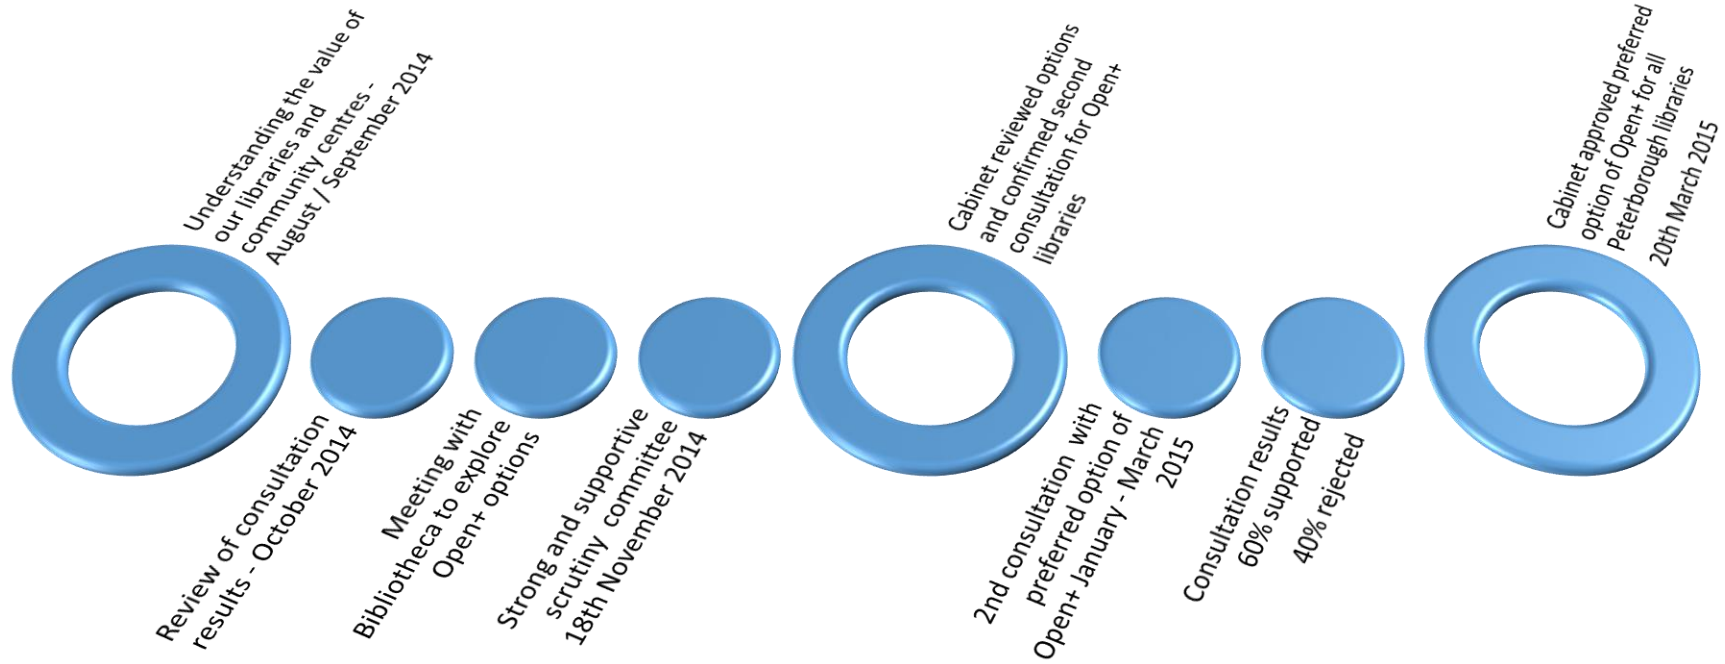 Understanding the value of
our libraries and
community centres -
August / September 2014
Review of consultation
results - October 2014
Meeting with
Bibliotheca to explore
Open+ options
Strong and supportive
scrutiny  committee
18th November 2014
Cabinet reviewed options
and confirmed second
consultation for Open+
libraries
2nd consultation  with
preferred option of
Open+ January - March
2015
Consultation results
60% supported
40% rejected
Cabinet approved preferred
option of Open+ for all
Peterborough libraries
20th March 2015